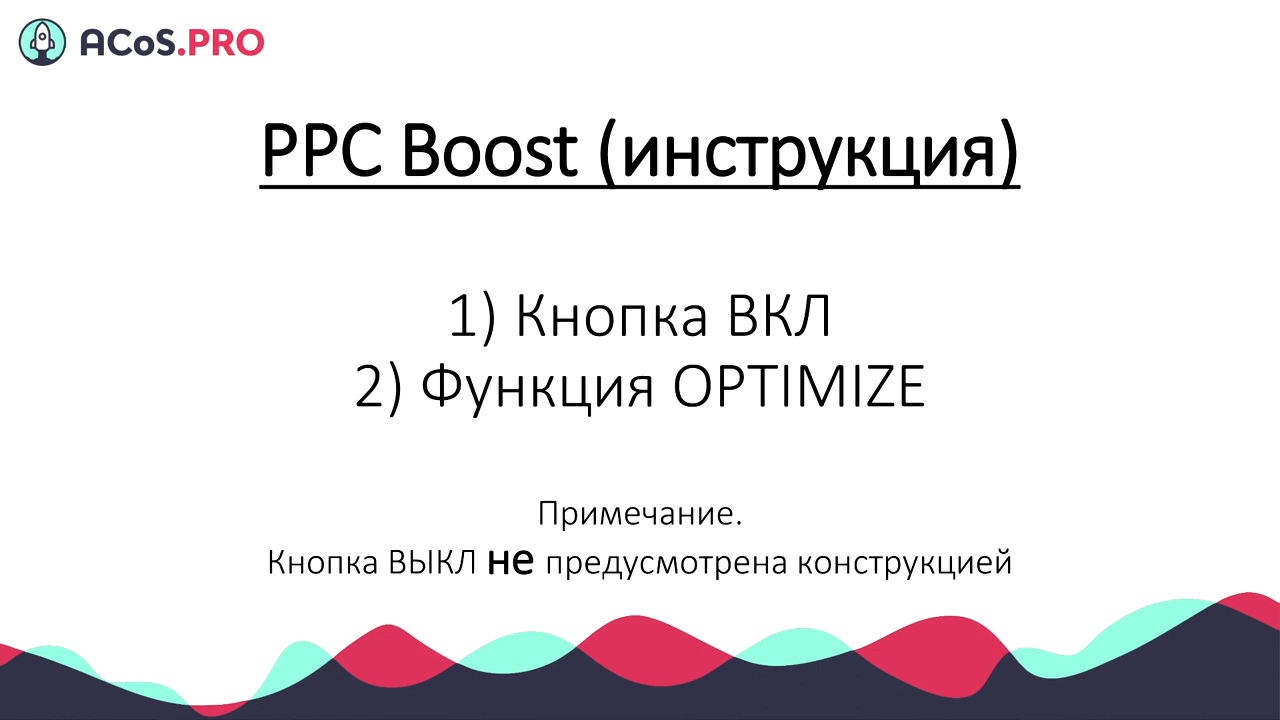 ACoS.PRO
PPC Boost (инструкция)
1) Кнопка ВКЛ
2) Функция OPTIMIZE
Примечание.
Кнопка ВЫКЛ не предусмотрена конструкцией